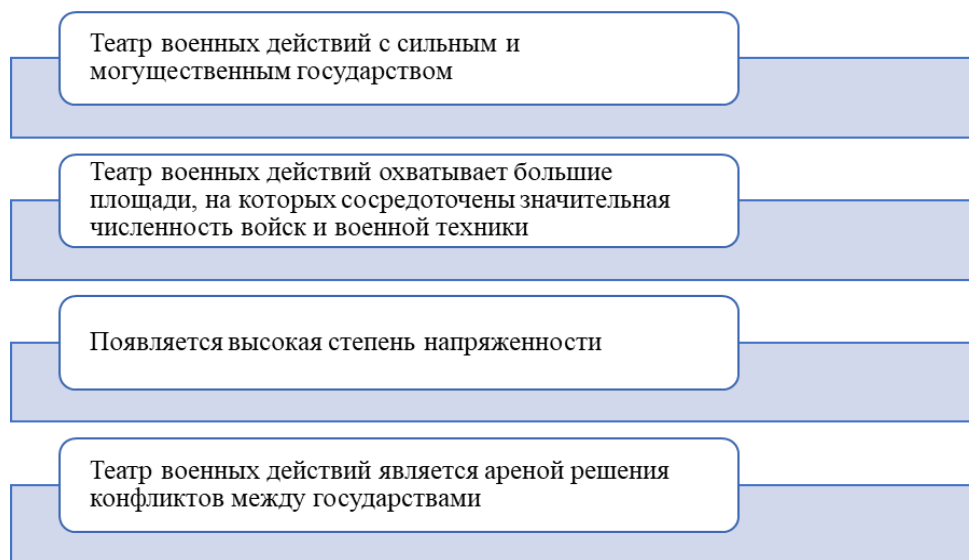 Театр военных действий с сильным и
могущественным государством
Театр военных действий охватывает большие
площади, на которых сосредоточены значительная
численность войск и военной техники
Появляется высокая степень напряженности
Театр военных действий является ареной решения
конфликтов между государствами